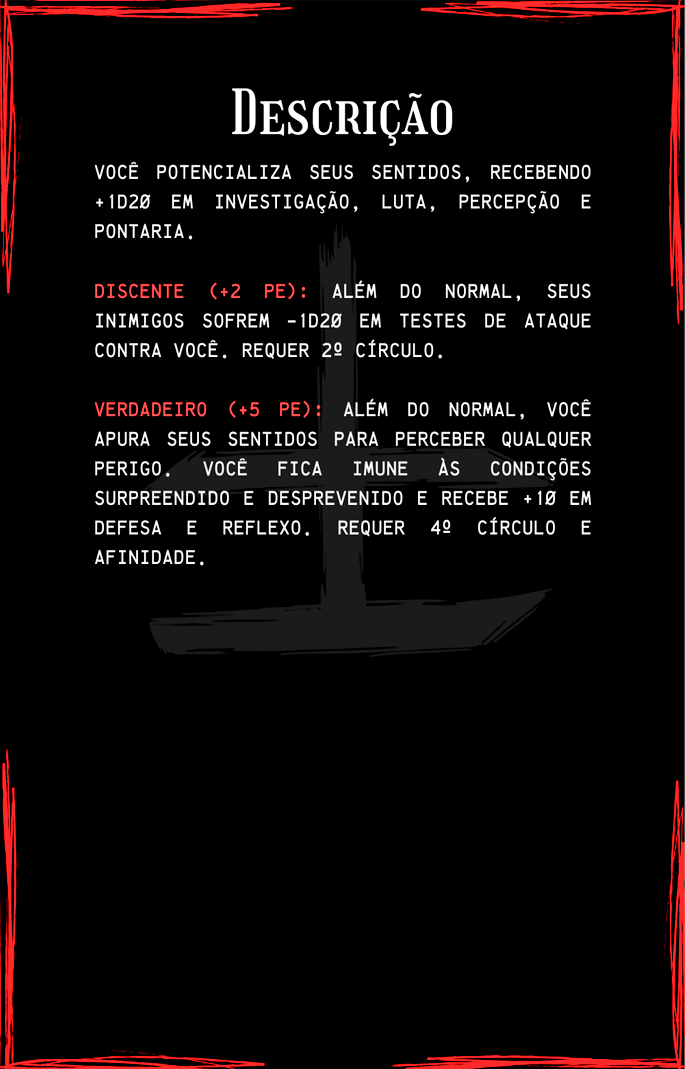 Descrição
VOCÊ POTENCIALIZA SEUS SENTIDOS, RECEBENDO
+1D20 EM INVESTIGAÇÃO, LUTA, PERCEPÇÃO E
PONTARIA.
DISCENTE (+2 PE): ALÉM DO NORMAL, SEUS
INIMIGOS SOFREM -1D20 EM TESTES DE ATAQUE
CONTRA VOCÊ. REQUER 2º CÍRCULO.
VERDADEIRO (+5 PE): ALÉM DO NORMAL, VOCÊ
APURA SEUS SENTIDOS PARA PERCEBER QUALQUER
PERIGO. VOCÊ FICA IMUNE ÀS CONDIÇÕES
SURPREENDIDO E DESPREVENIDO E RECEBE +10 EM
DEFESA E REFLEXO. REQUER 4º CÍRCULO E
AFINIDADE.